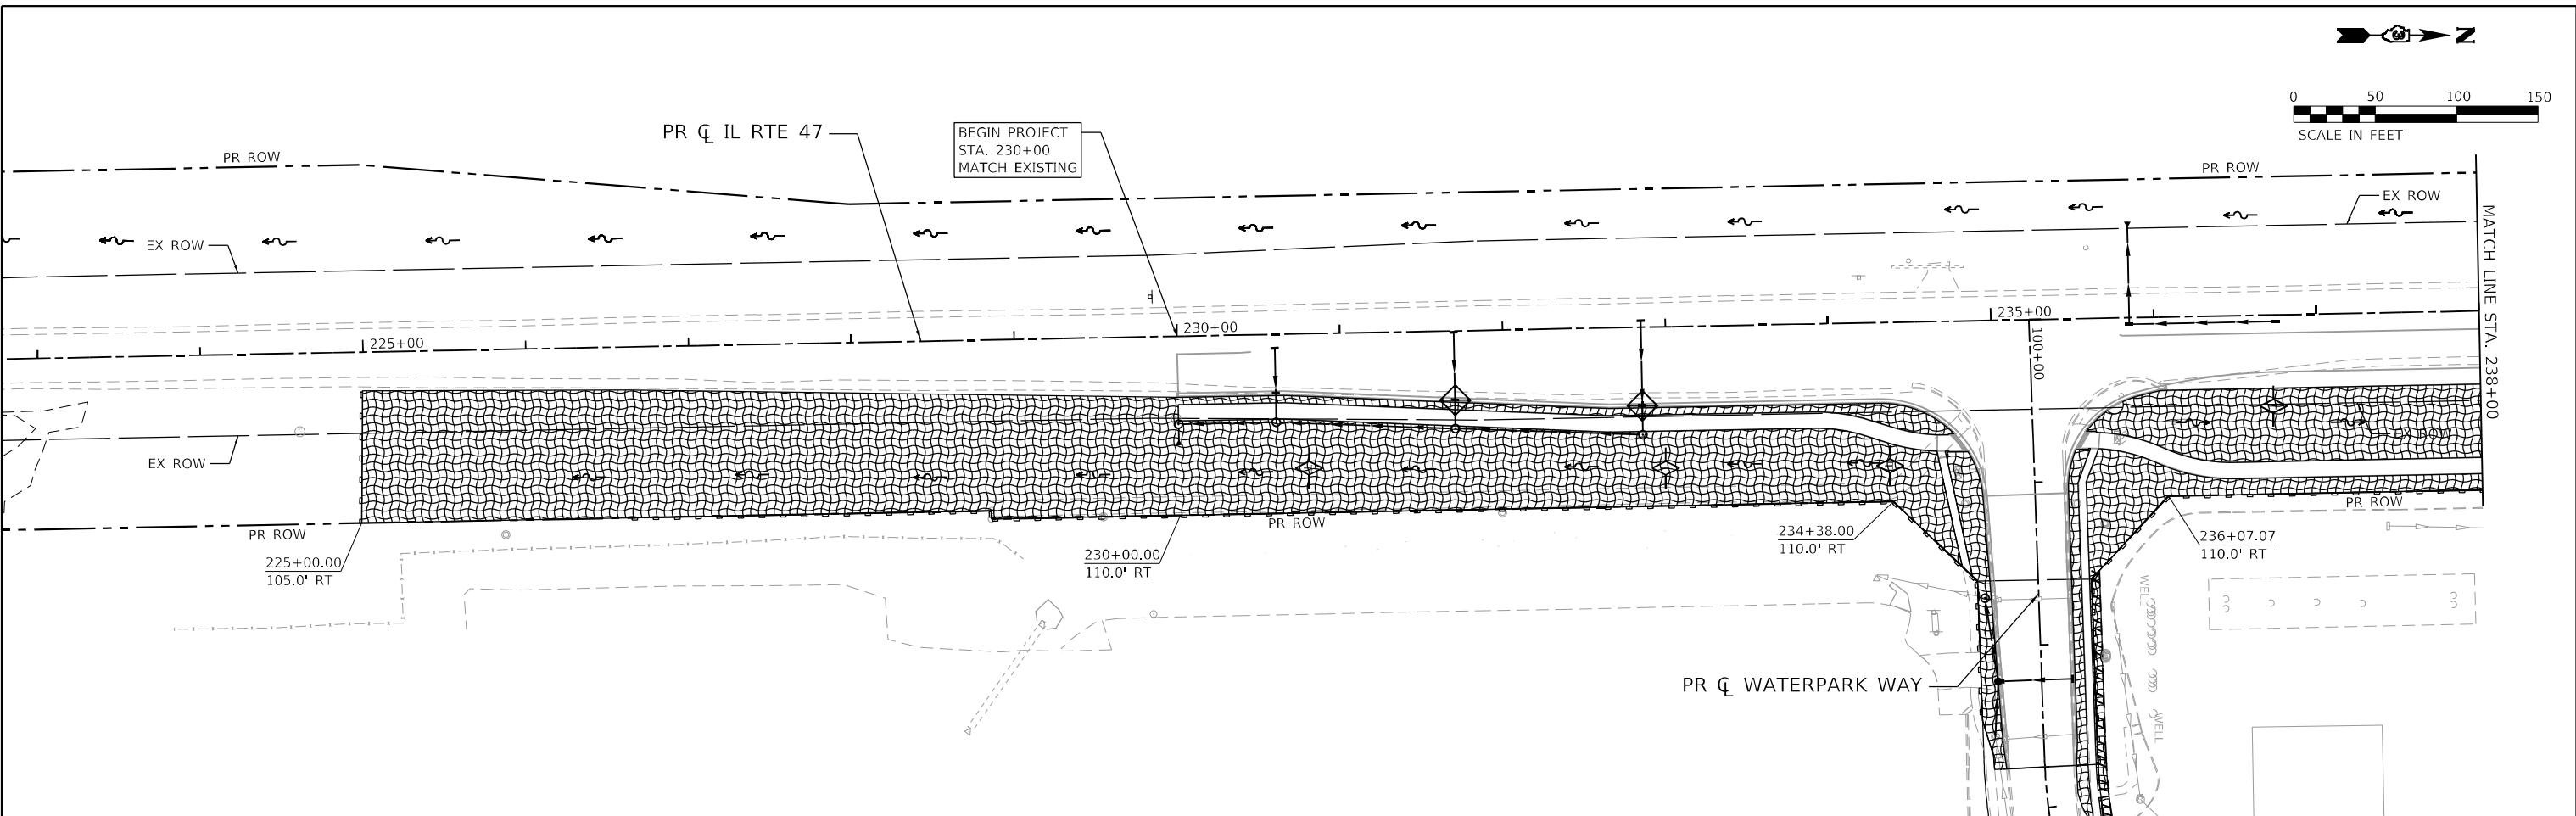 N
0 50 100 150
SCALE IN FEET
PR ℄ IL RTE 47
BEGIN PROJECT
STA. 230+00
MATCH EXISTING
PR ROW
PR ROW
EX ROW
EX ROW
MATCH LINE STA. 238+00
225+00
230+00
235+00
100+00
EX ROW
EX ROW
PR ROW
225+00.00
105.0' RT
PR ROW
230+00.00
110.0' RT
234+38.00
110.0' RT
PR ROW
236+07.07
110.0' RT
WELL
WELL
PR ℄ WATERPARK WAY